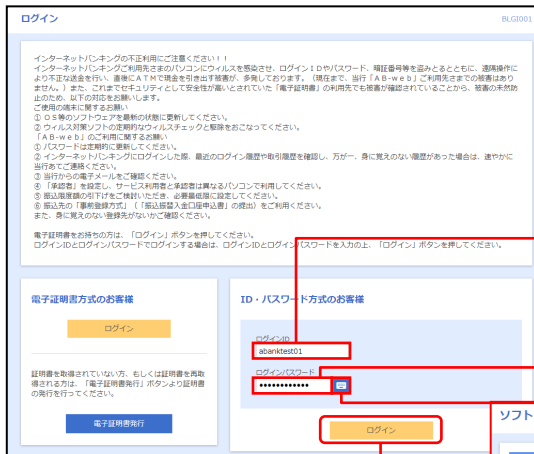 ログイン
BLGI001
インターネットバンキングの不正利用にご注意ください！！
インターネットバンキングご利用先さまのパソコンにウィルスを感染させ、ログインＩＤやパスワード、暗証番号等を盗みとるとともに、遠隔操作に
より不正な送金を行い、直後にＡＴＭで現金を引き出す被害が、多発しております。（現在まで、当行「ＡＢ-ｗｅｂ」ご利用先さまでの被害はあり
ません。）また、これまでセキュリティとして安全性が高いとされていた「電子証明書」の利用先でも被害が確認されていることから、被害の未然防
止のため、以下の対応をお願いします。
ご使用の端末に関するお願い
① ＯＳ等のソフトウェアを最新の状態に更新してください。
② ウィルス対策ソフトの定期的なウィルスチェックと駆除をおこなってください。
「ＡＢ-ｗｅｂ」のご利用に関するお願い
① パスワードは定期的に更新してください。
② インターネットバンキングにログインした際、最近のログイン履歴や取引履歴を確認し、万が一、身に覚えのない履歴があった場合は、速やかに
当行あてご連絡ください。
③ 当行からの電子メールをご確認ください。
④ 「承認者」を設定し、サービス利用者と承認者は異なるパソコンで利用してください。
⑤ 振込限度額の引下げをご検討いただき、必要最低限に設定してください。
⑥ 振込先の「事前登録方式」（「振込振替入金口座申込書」の提出）をご利用ください。
また、身に覚えのない登録先がないかご確認ください。
電子証明書をお持ちの方は、「ログイン」ボタンを押してください。
ログインIDとログインパスワードでログインする場合は、ログインIDとログインパスワードを入力の上、「ログイン」ボタンを押してください。
電子証明書方式のお客様
ログイン
証明書を取得されていない方、もしくは証明書を再取
得される方は、「電子証明書発行」ボタンより証明書
の発行を行ってください。
電子証明書発行
ID・パスワード方式のお客様
ログインID
abanktest01
ログインパスワード
●●●●●●●●●●●●
ログイン
ソフト